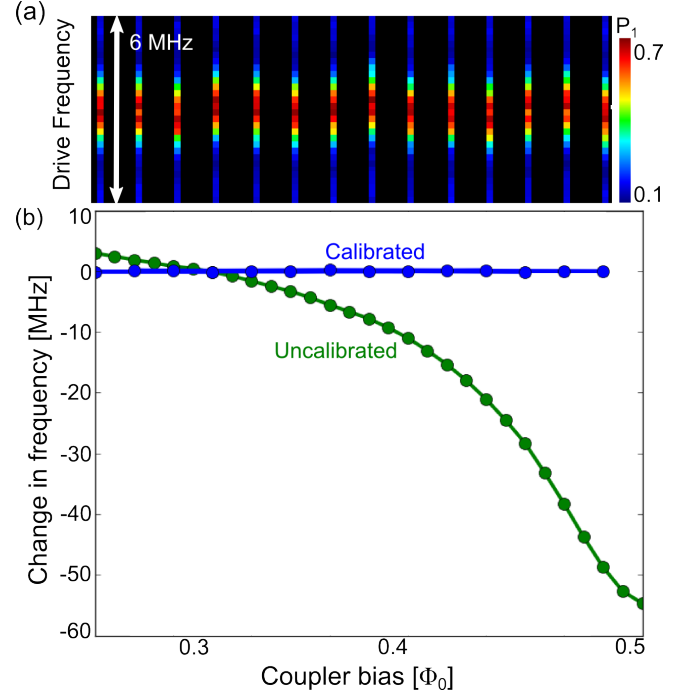 (a)
6 MHz
Drive Frequency
P₁
0.7
0.1
(b)
10
0
-10
-20
-30
-40
-50
-60
Change in frequency [MHz]
Calibrated
Uncalibrated
0.3
0.4
0.5
Coupler bias [Φ₀]